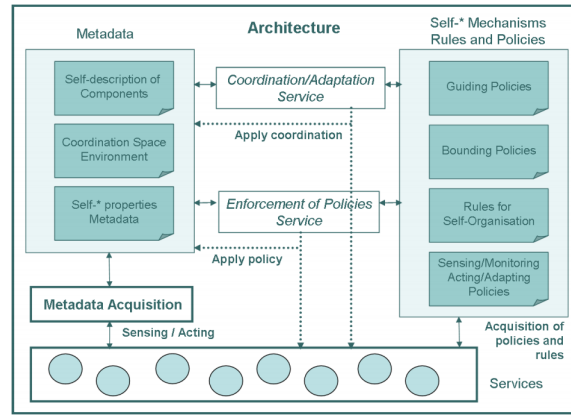 Architecture
Metadata
Self-description of
Components
Coordination Space
Environment
Self-* properties
Metadata
Coordination/Adaptation
Service
Apply coordination
Enforcement of Policies
Service
Apply policy
Self-* Mechanisms
Rules and Policies
Guiding Policies
Bounding Policies
Rules for
Self-Organisation
Sensing/Monitoring
Acting/Adapting
Policies
Metadata Acquisition
Sensing / Acting
Acquisition of
policies and
rules
Services